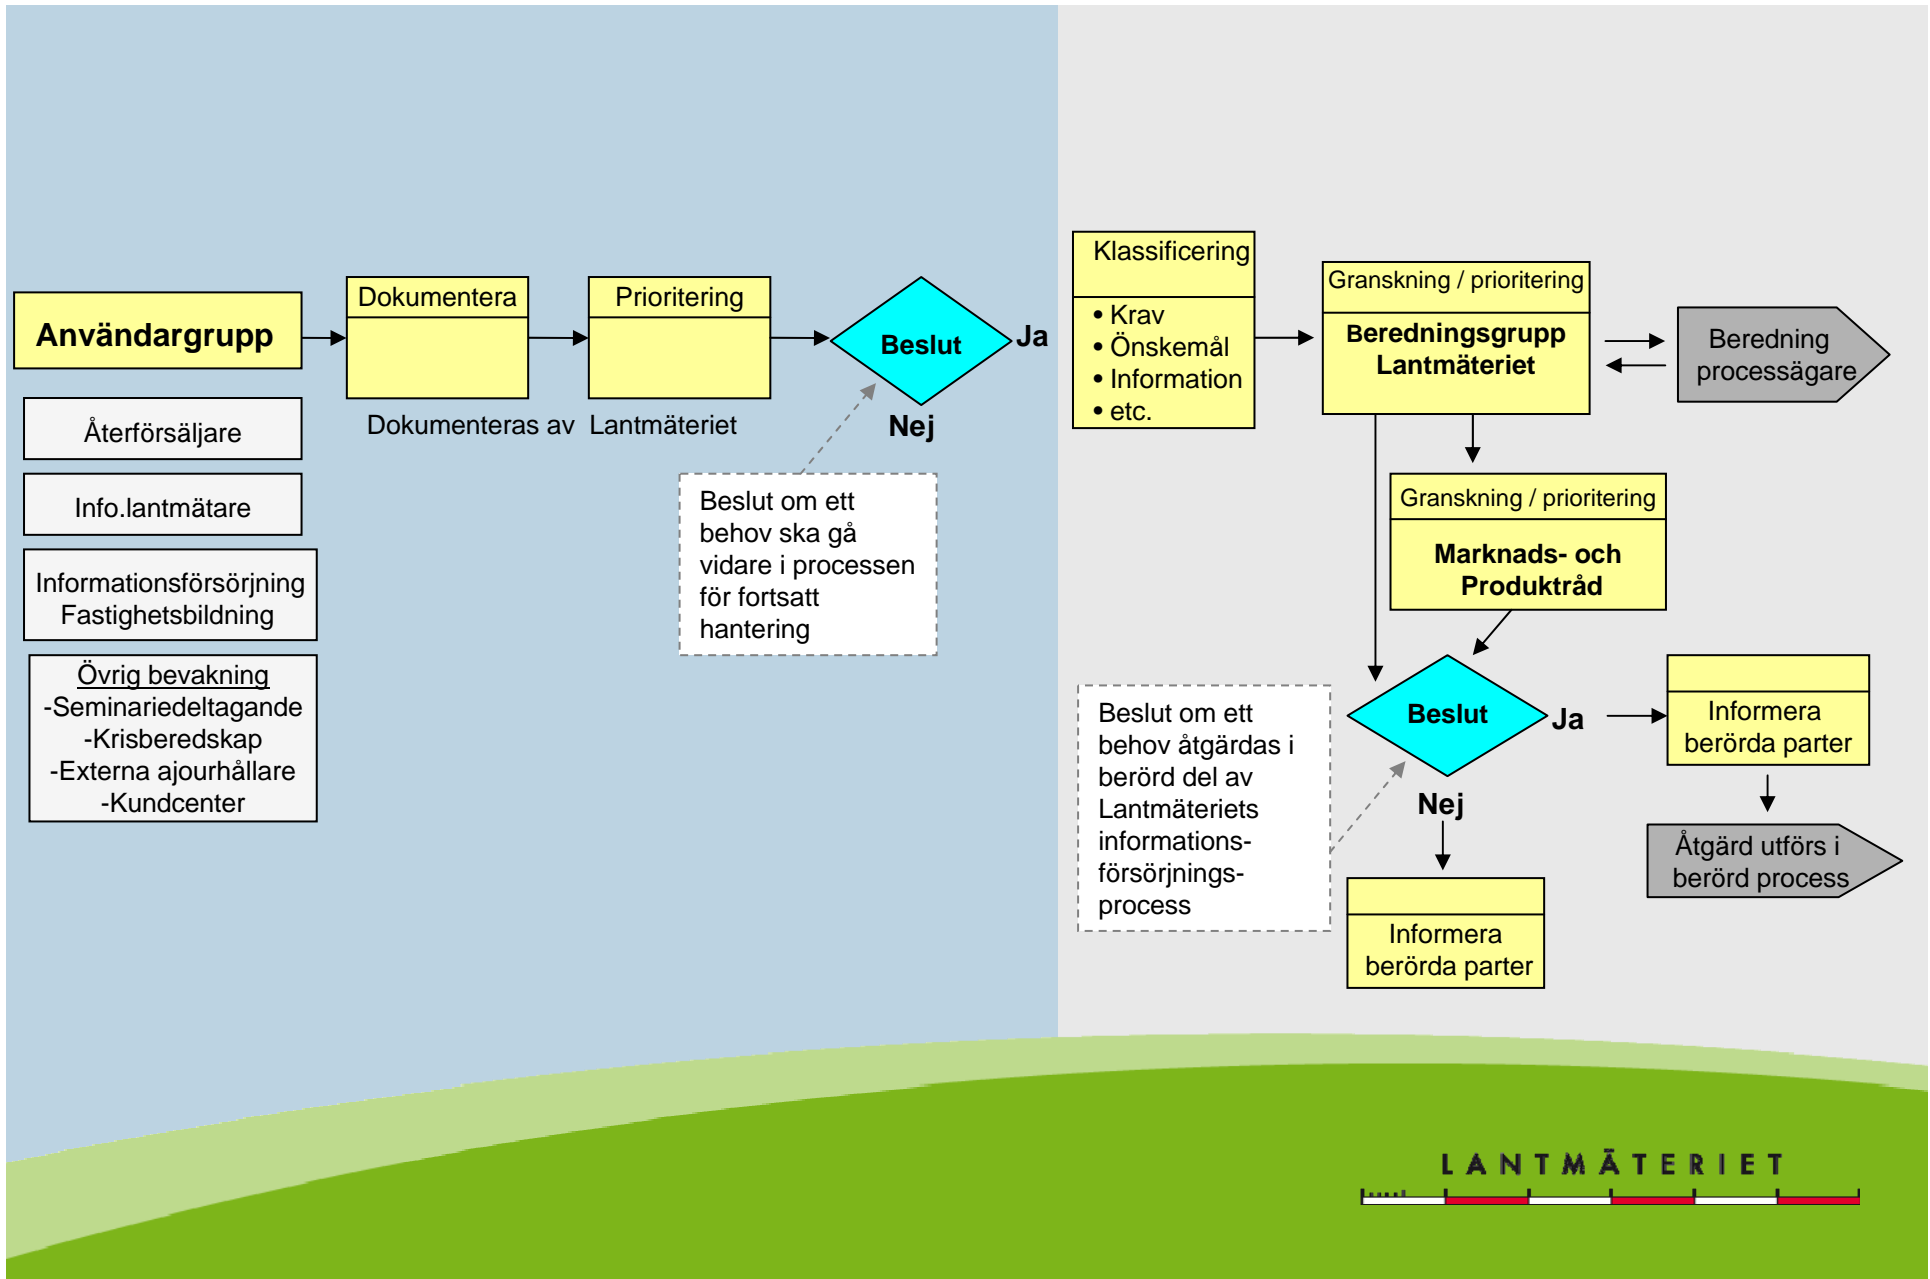 Användargrupp
Återförsäljare
Info.lantmätare
Informationsförsörjning
Fastighetsbildning
Övrig bevakning
-Seminariedeltagande
-Krisberedskap
-Externa ajourhållare
-Kundcenter
Dokumentera
Prioritering
Dokumenteras av Lantmäteriet
Beslut
Ja
Nej
Beslut om ett
behov ska gå
vidare i processen
för fortsatt
hantering
Klassificering
• Krav
• Önskemål
• Information
• etc.
Granskning / prioritering
Beredningsgrupp
Lantmäteriet
Beredning
processägare
Granskning / prioritering
Marknads- och
Produktråd
Beslut om ett
behov åtgärdas i
berörd del av
Lantmäteriets
informations-
försörjnings-
process
Beslut
Ja
Nej
Informera
berörda parter
Informera
berörda parter
Åtgärd utförs i
berörd process
LANTMÄTERIET